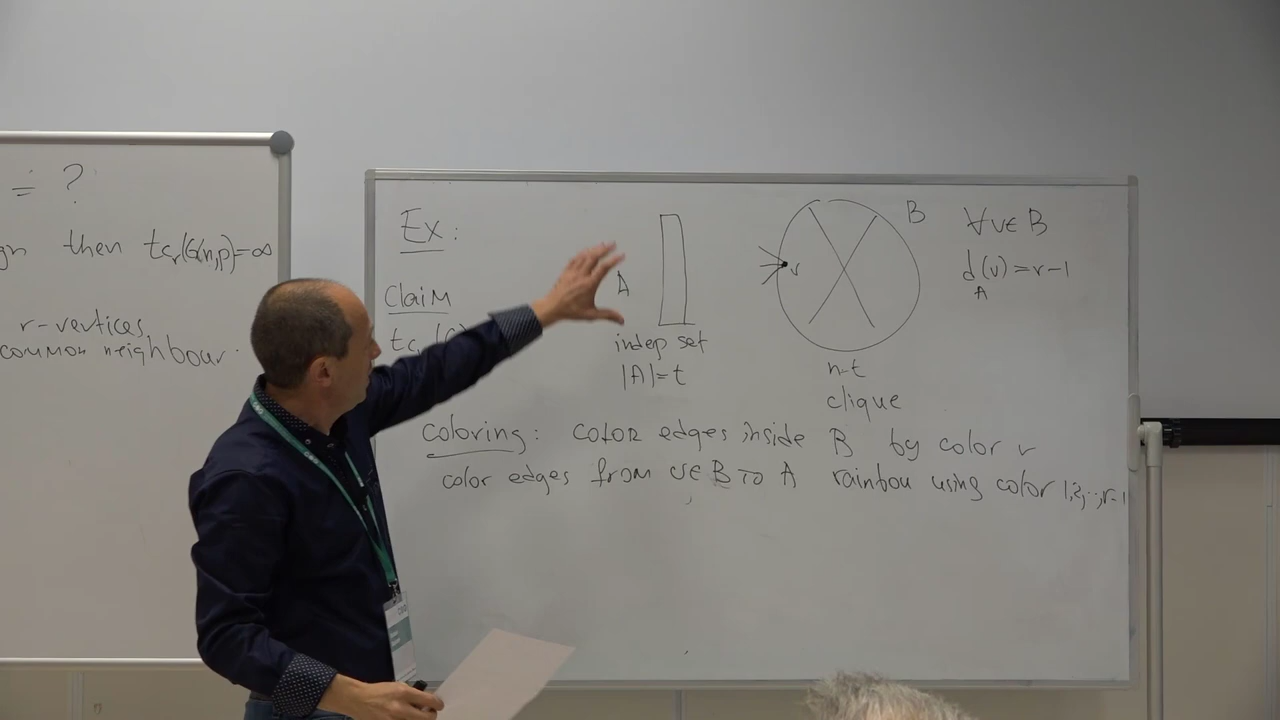 = ?
then tc_r(G(n,p)=∞
r-vertices
common neighbour.
Ex:
Claim
A
indep set
|A|=t
v
B
n-t
clique
∀v∈B
d_A(v)=r-1
coloring: color edges inside B by color r
color edges from v∈B to A rainbow using color 1,2,..,r-1